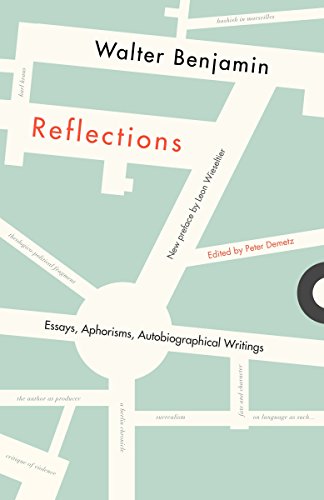 hashish in marseilles
Walter Benjamin
karl kraus
Reflections
New preface by Leon Wieseltier
Edited by Peter Demetz
theologico-political fragment
Essays, Aphorisms, Autobiographical Writings
the author as producer
a berlin chronicle
surrealism
fate and character
on language as such...
critique of violence